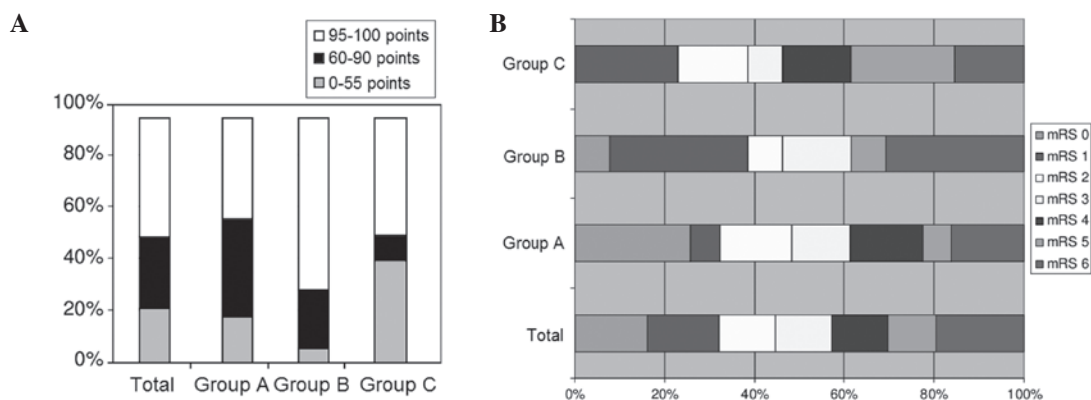 A
95-100 points
60-90 points
0-55 points
100%
80%
60%
40%
20%
0%
Total Group A Group B Group C
B
Group C
Group B
Group A
Total
0% 20% 40% 60% 80% 100%
mRS 0
mRS 1
mRS 2
mRS 3
mRS 4
mRS 5
mRS 6